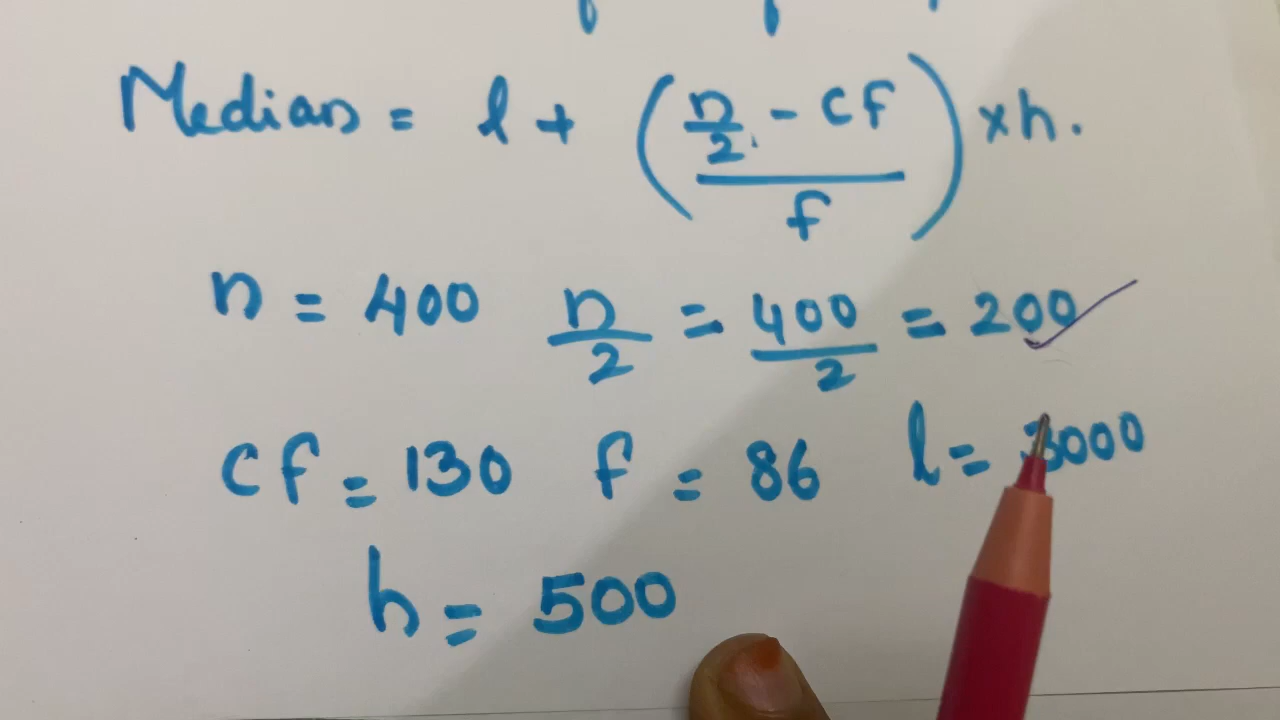 Median = l + (n/2 - cf / f) × h.
n = 400 n/2 = 400/2 = 200
cf = 130 f = 86 l = 3000
h = 500